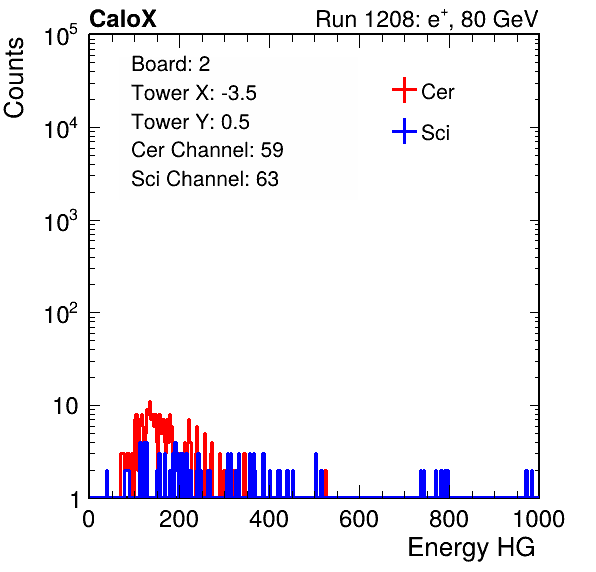 CaloX Run 1208: e⁺, 80 GeV
Counts
10⁵
10⁴
10³
10²
10
1
Board: 2
Tower X: -3.5
Tower Y: 0.5
Cer Channel: 59
Sci Channel: 63
Cer
Sci
0 200 400 600 800 1000
Energy HG